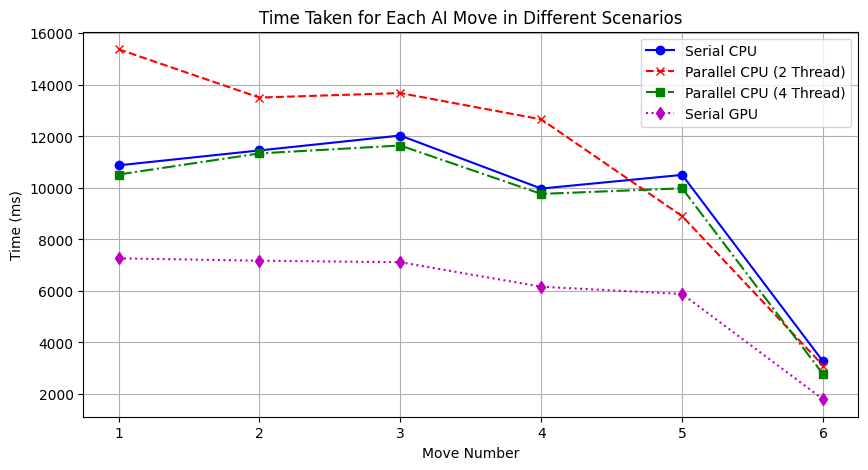 Time Taken for Each AI Move in Different Scenarios
16000
14000
12000
10000
8000
6000
4000
2000
Time (ms)
Serial CPU
Parallel CPU (2 Thread)
Parallel CPU (4 Thread)
Serial GPU
1 2 3 4 5 6
Move Number